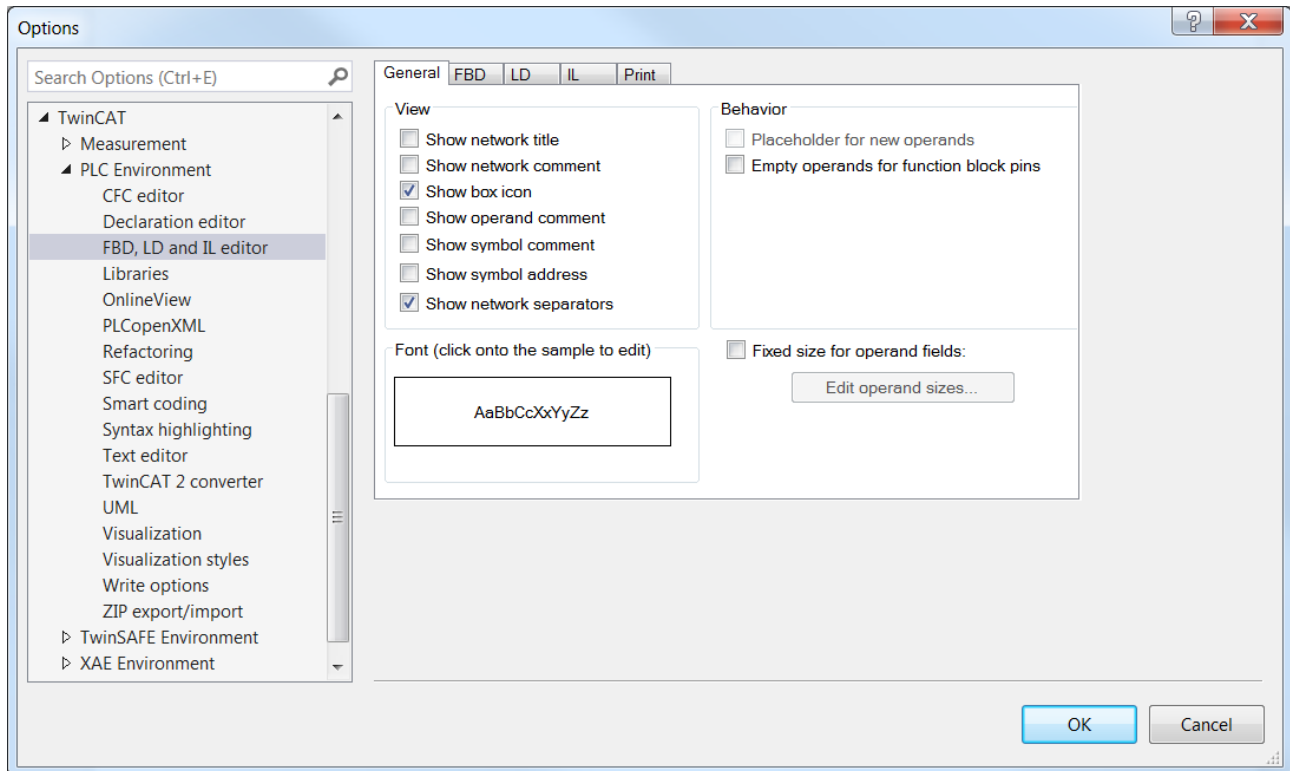 Options
Search Options (Ctrl+E)
TwinCAT
Measurement
PLC Environment
CFC editor
Declaration editor
FBD, LD and IL editor
Libraries
OnlineView
PLCopenXML
Refactoring
SFC editor
Smart coding
Syntax highlighting
Text editor
TwinCAT 2 converter
UML
Visualization
Visualization styles
Write options
ZIP export/import
TwinSAFE Environment
XAE Environment
General FBD LD IL Print
View
Show network title
Show network comment
Show box icon
Show operand comment
Show symbol comment
Show symbol address
Show network separators
Behavior
Placeholder for new operands
Empty operands for function block pins
Font (click onto the sample to edit)
AaBbCcXxYyZz
Fixed size for operand fields:
Edit operand sizes...
OK Cancel